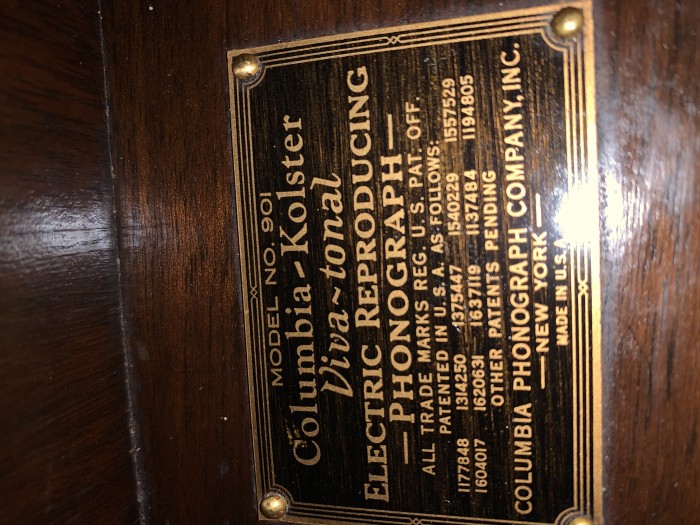 MODEL NO. 901
Columbia-Kolster
Viva-tonal
ELECTRIC REPRODUCING
—PHONOGRAPH—
ALL TRADE MARKS REG. U. S. PAT. OFF.
PATENTED IN U. S. A. AS FOLLOWS:
1177848 1314250 1375447 1540229 1557529
1604017 1620631 1637119 1137484 1194805
OTHER PATENTS PENDING
COLUMBIA PHONOGRAPH COMPANY, INC.
—NEW YORK—
MADE IN U.S.A.